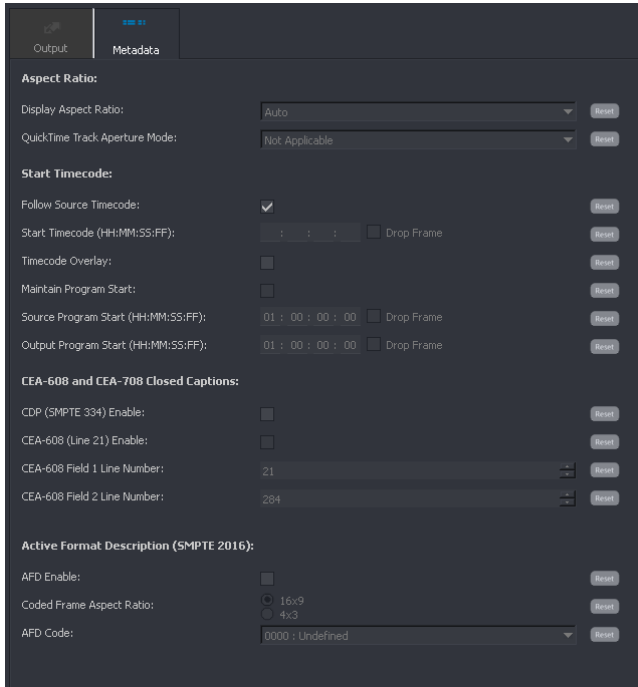 Output
Metadata
Aspect Ratio:
Display Aspect Ratio: Auto Reset
QuickTime Track Aperture Mode: Not Applicable Reset
Start Timecode:
Follow Source Timecode: Reset
Start Timecode (HH:MM:SS:FF): : : : Drop Frame Reset
Timecode Overlay: Reset
Maintain Program Start: Reset
Source Program Start (HH:MM:SS:FF): 01 : 00 : 00 : 00 Drop Frame Reset
Output Program Start (HH:MM:SS:FF): 01 : 00 : 00 : 00 Drop Frame Reset
CEA-608 and CEA-708 Closed Captions:
CDP (SMPTE 334) Enable: Reset
CEA-608 (Line 21) Enable: Reset
CEA-608 Field 1 Line Number: 21 Reset
CEA-608 Field 2 Line Number: 284 Reset
Active Format Description (SMPTE 2016):
AFD Enable: Reset
Coded Frame Aspect Ratio: 16x9 Reset
4x3
AFD Code: 0000 : Undefined Reset